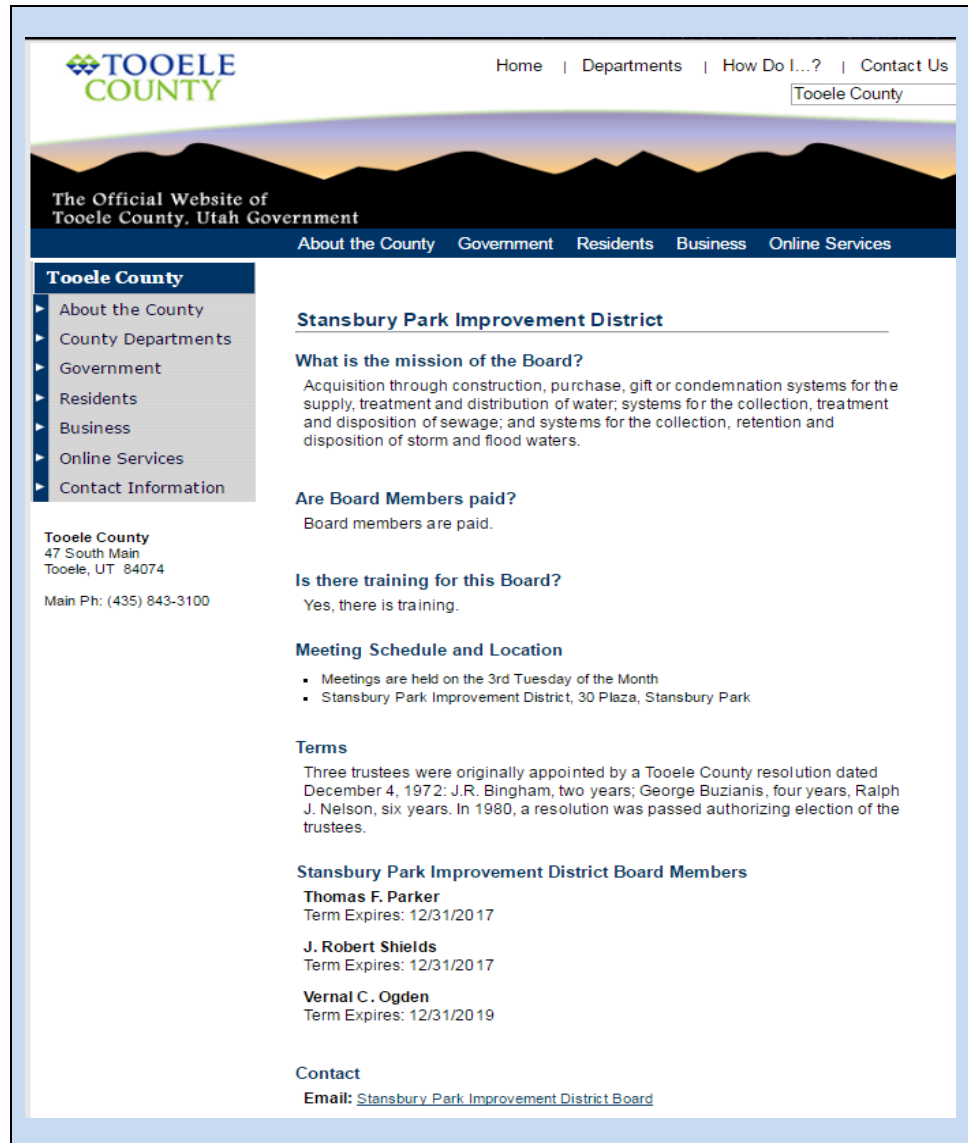 TOOELE
COUNTY
Home | Departments | How Do I...? | Contact Us
Tooele County
The Official Website of
Tooele County, Utah Government
About the County Government Residents Business Online Services
Tooele County
About the County
County Departments
Government
Residents
Business
Online Services
Contact Information
Tooele County
47 South Main
Tooele, UT 84074
Main Ph: (435) 843-3100
Stansbury Park Improvement District
What is the mission of the Board?
Acquisition through construction, purchase, gift or condemnation systems for the
supply, treatment and distribution of water; systems for the collection, treatment
and disposition of sewage; and systems for the collection, retention and
disposition of storm and flood waters.
Are Board Members paid?
Board members are paid.
Is there training for this Board?
Yes, there is training.
Meeting Schedule and Location
▪ Meetings are held on the 3rd Tuesday of the Month
▪ Stansbury Park Improvement District, 30 Plaza, Stansbury Park
Terms
Three trustees were originally appointed by a Tooele County resolution dated
December 4, 1972: J.R. Bingham, two years; George Buzianis, four years, Ralph
J. Nelson, six years. In 1980, a resolution was passed authorizing election of the
trustees.
Stansbury Park Improvement District Board Members
Thomas F. Parker
Term Expires: 12/31/2017
J. Robert Shields
Term Expires: 12/31/2017
Vernal C. Ogden
Term Expires: 12/31/2019
Contact
Email: Stansbury Park Improvement District Board